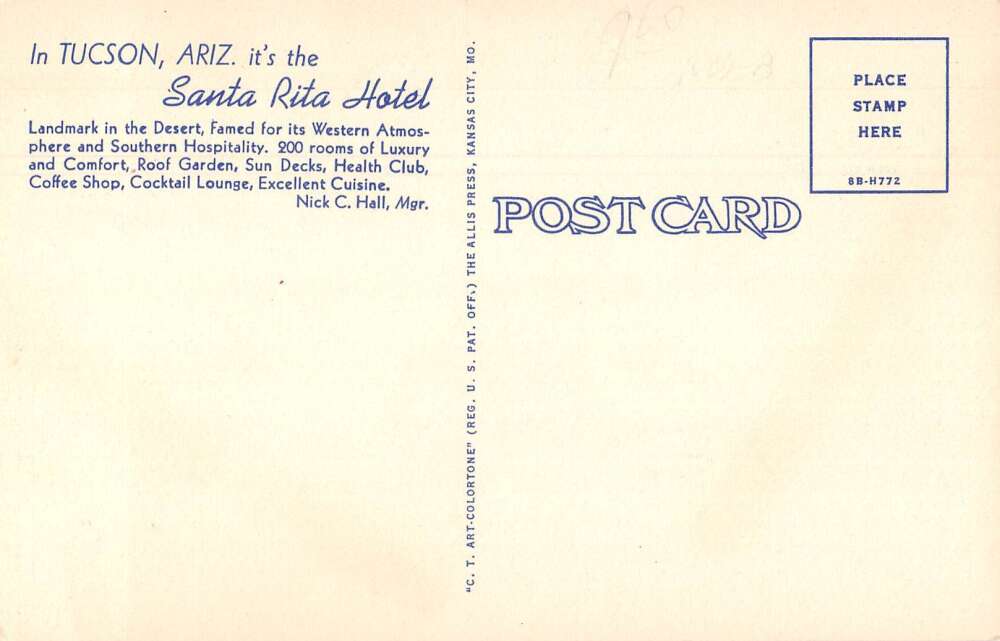 In TUCSON, ARIZ. it's the
Santa Rita Hotel
Landmark in the Desert, Famed for its Western Atmos-
phere and Southern Hospitality. 200 rooms of Luxury
and Comfort, Roof Garden, Sun Decks, Health Club,
Coffee Shop, Cocktail Lounge, Excellent Cuisine.
Nick C. Hall, Mgr.
"C. T. ART-COLORTONE" (REG. U. S. PAT. OFF.) THE ALLIS PRESS, KANSAS CITY, MO.
POST CARD
PLACE
STAMP
HERE
8B-H772